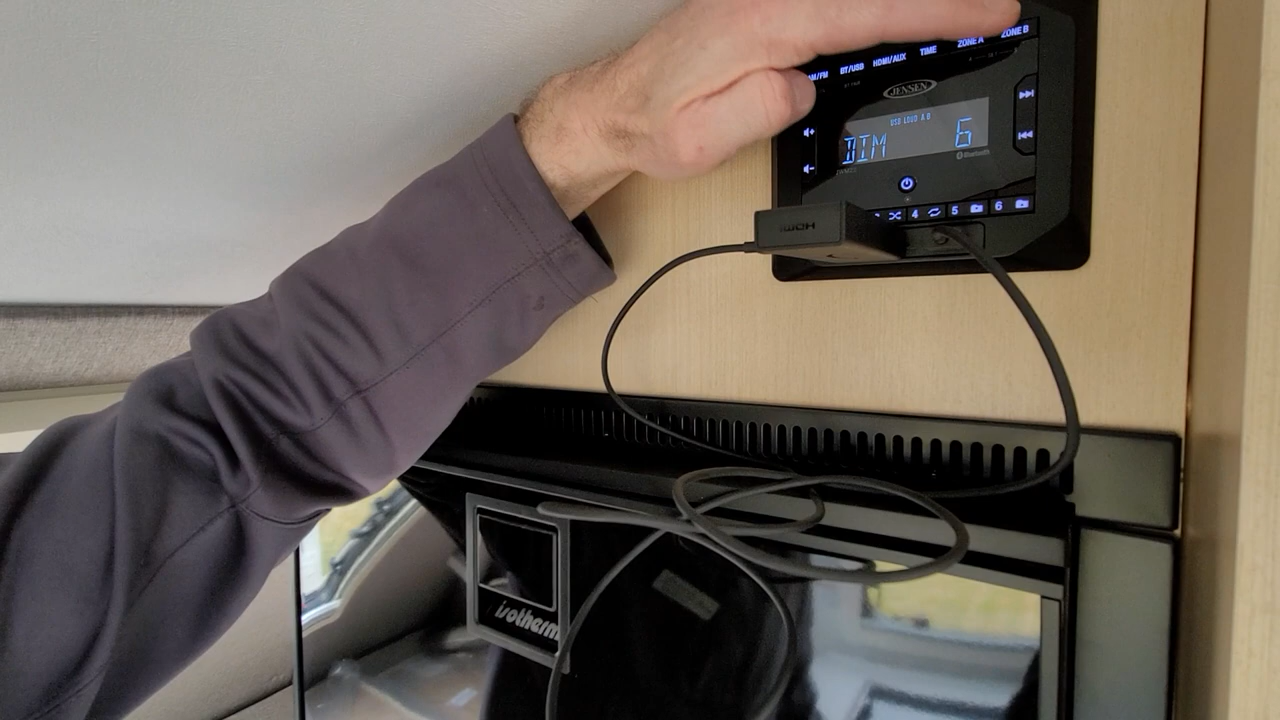 AM/FM BT/USB HDMI/AUX TIME ZONE A ZONE B
JENSEN
USB LOUD A B
DIM 6
Bluetooth
4 5 6
HDMI
isotherm